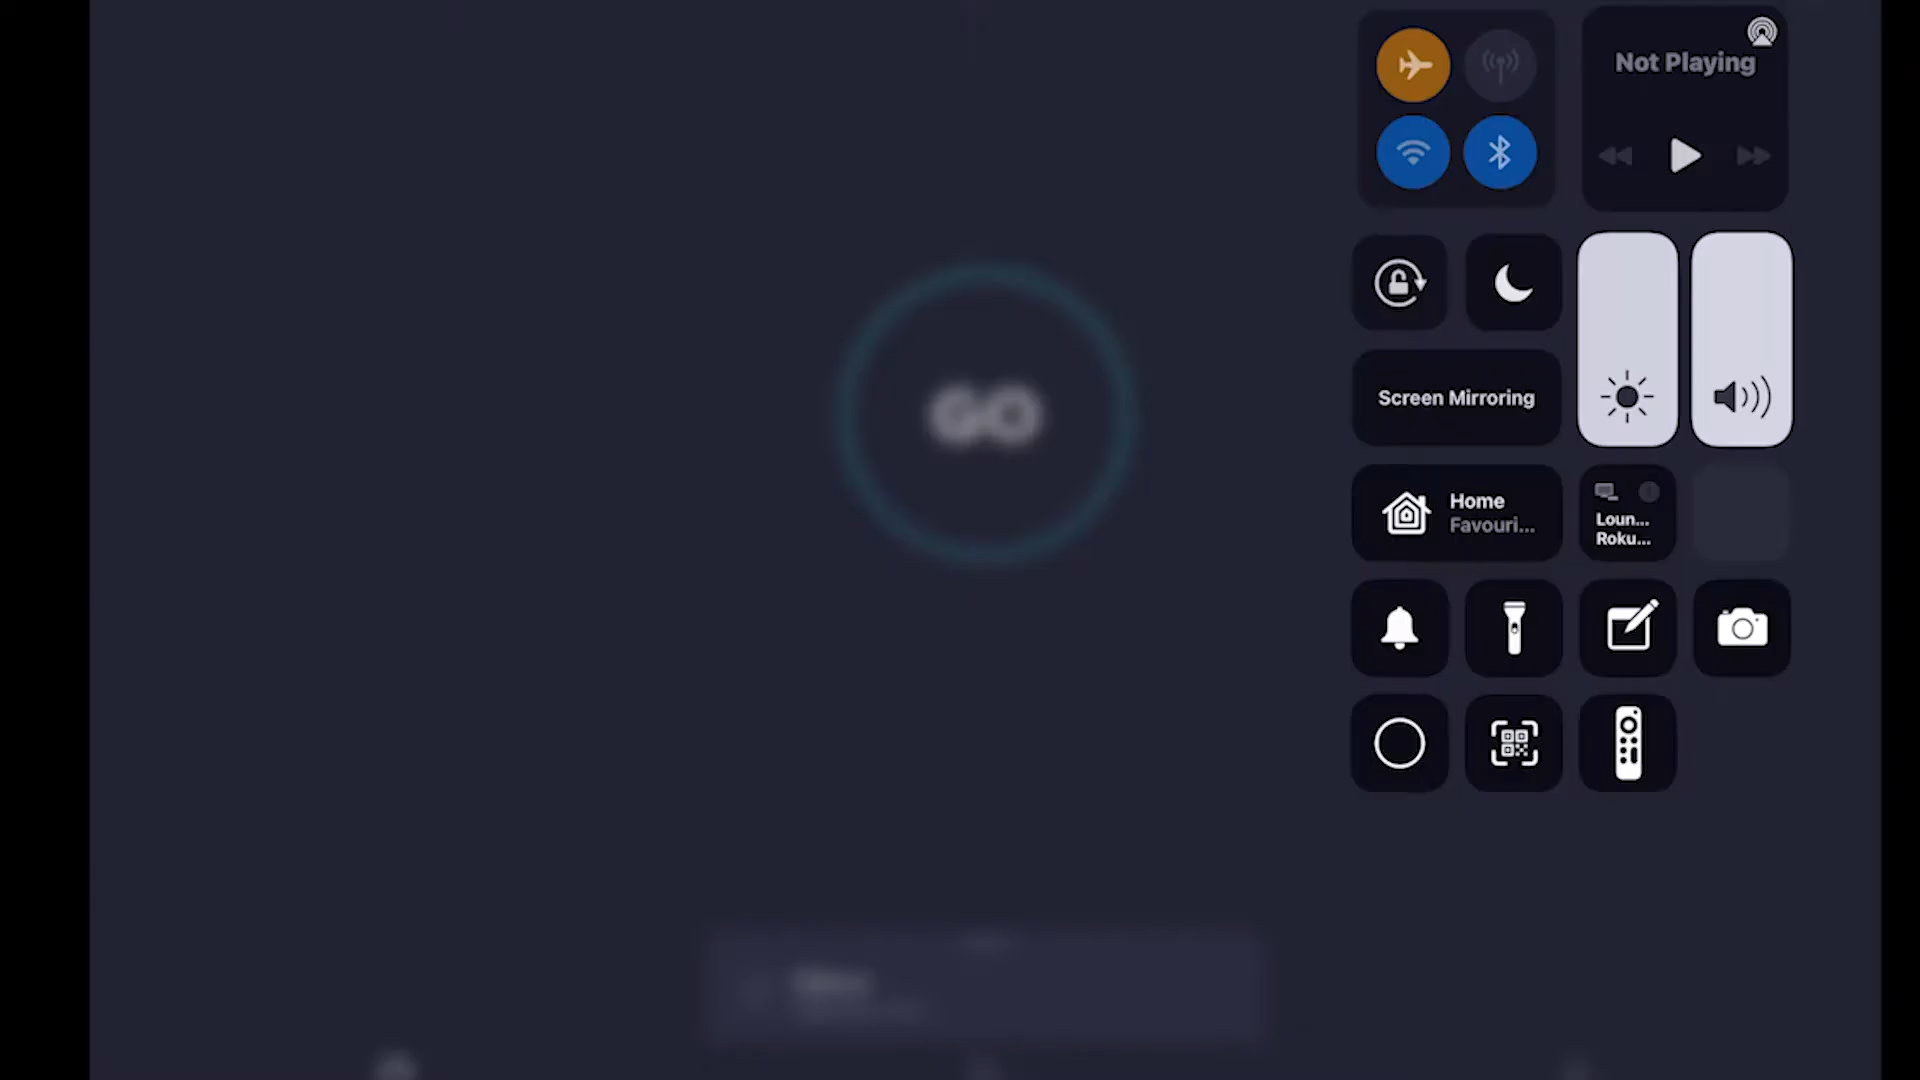 Not Playing
GO
Screen Mirroring
Home
Favouri...
Loun...
Roku...